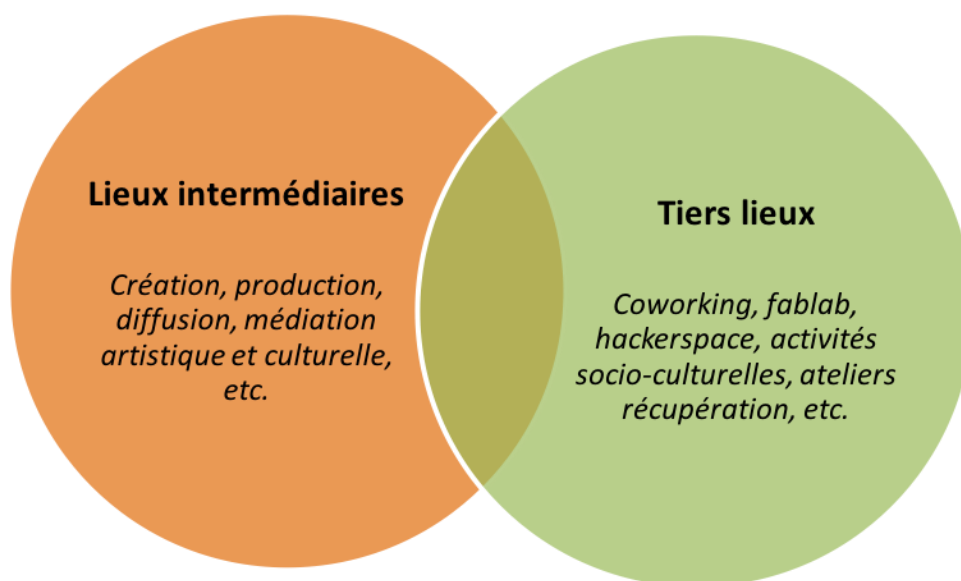 Lieux intermédiaires
Création, production,
diffusion, médiation
artistique et culturelle,
etc.
Tiers lieux
Coworking, fablab,
hackerspace, activités
socio-culturelles, ateliers
récupération, etc.